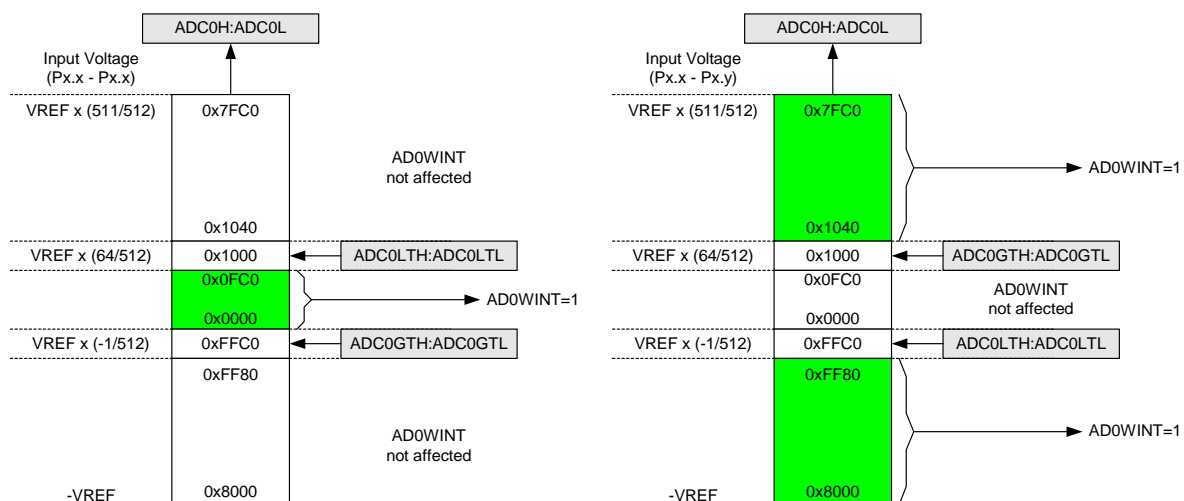 ADC0H:ADC0L
Input Voltage
(Px.x - Px.x)
VREF x (511/512)
0x7FC0
AD0WINT
not affected
0x1040
VREF x (64/512)
0x1000
ADC0LTH:ADC0LTL
0x0FC0
AD0WINT=1
0x0000
VREF x (-1/512)
0xFFC0
ADC0GTH:ADC0GTL
0xFF80
AD0WINT
not affected
-VREF
0x8000
ADC0H:ADC0L
Input Voltage
(Px.x - Px.y)
VREF x (511/512)
0x7FC0
AD0WINT=1
0x1040
VREF x (64/512)
0x1000
ADC0GTH:ADC0GTL
0x0FC0
AD0WINT
not affected
0x0000
VREF x (-1/512)
0xFFC0
ADC0LTH:ADC0LTL
0xFF80
AD0WINT=1
-VREF
0x8000